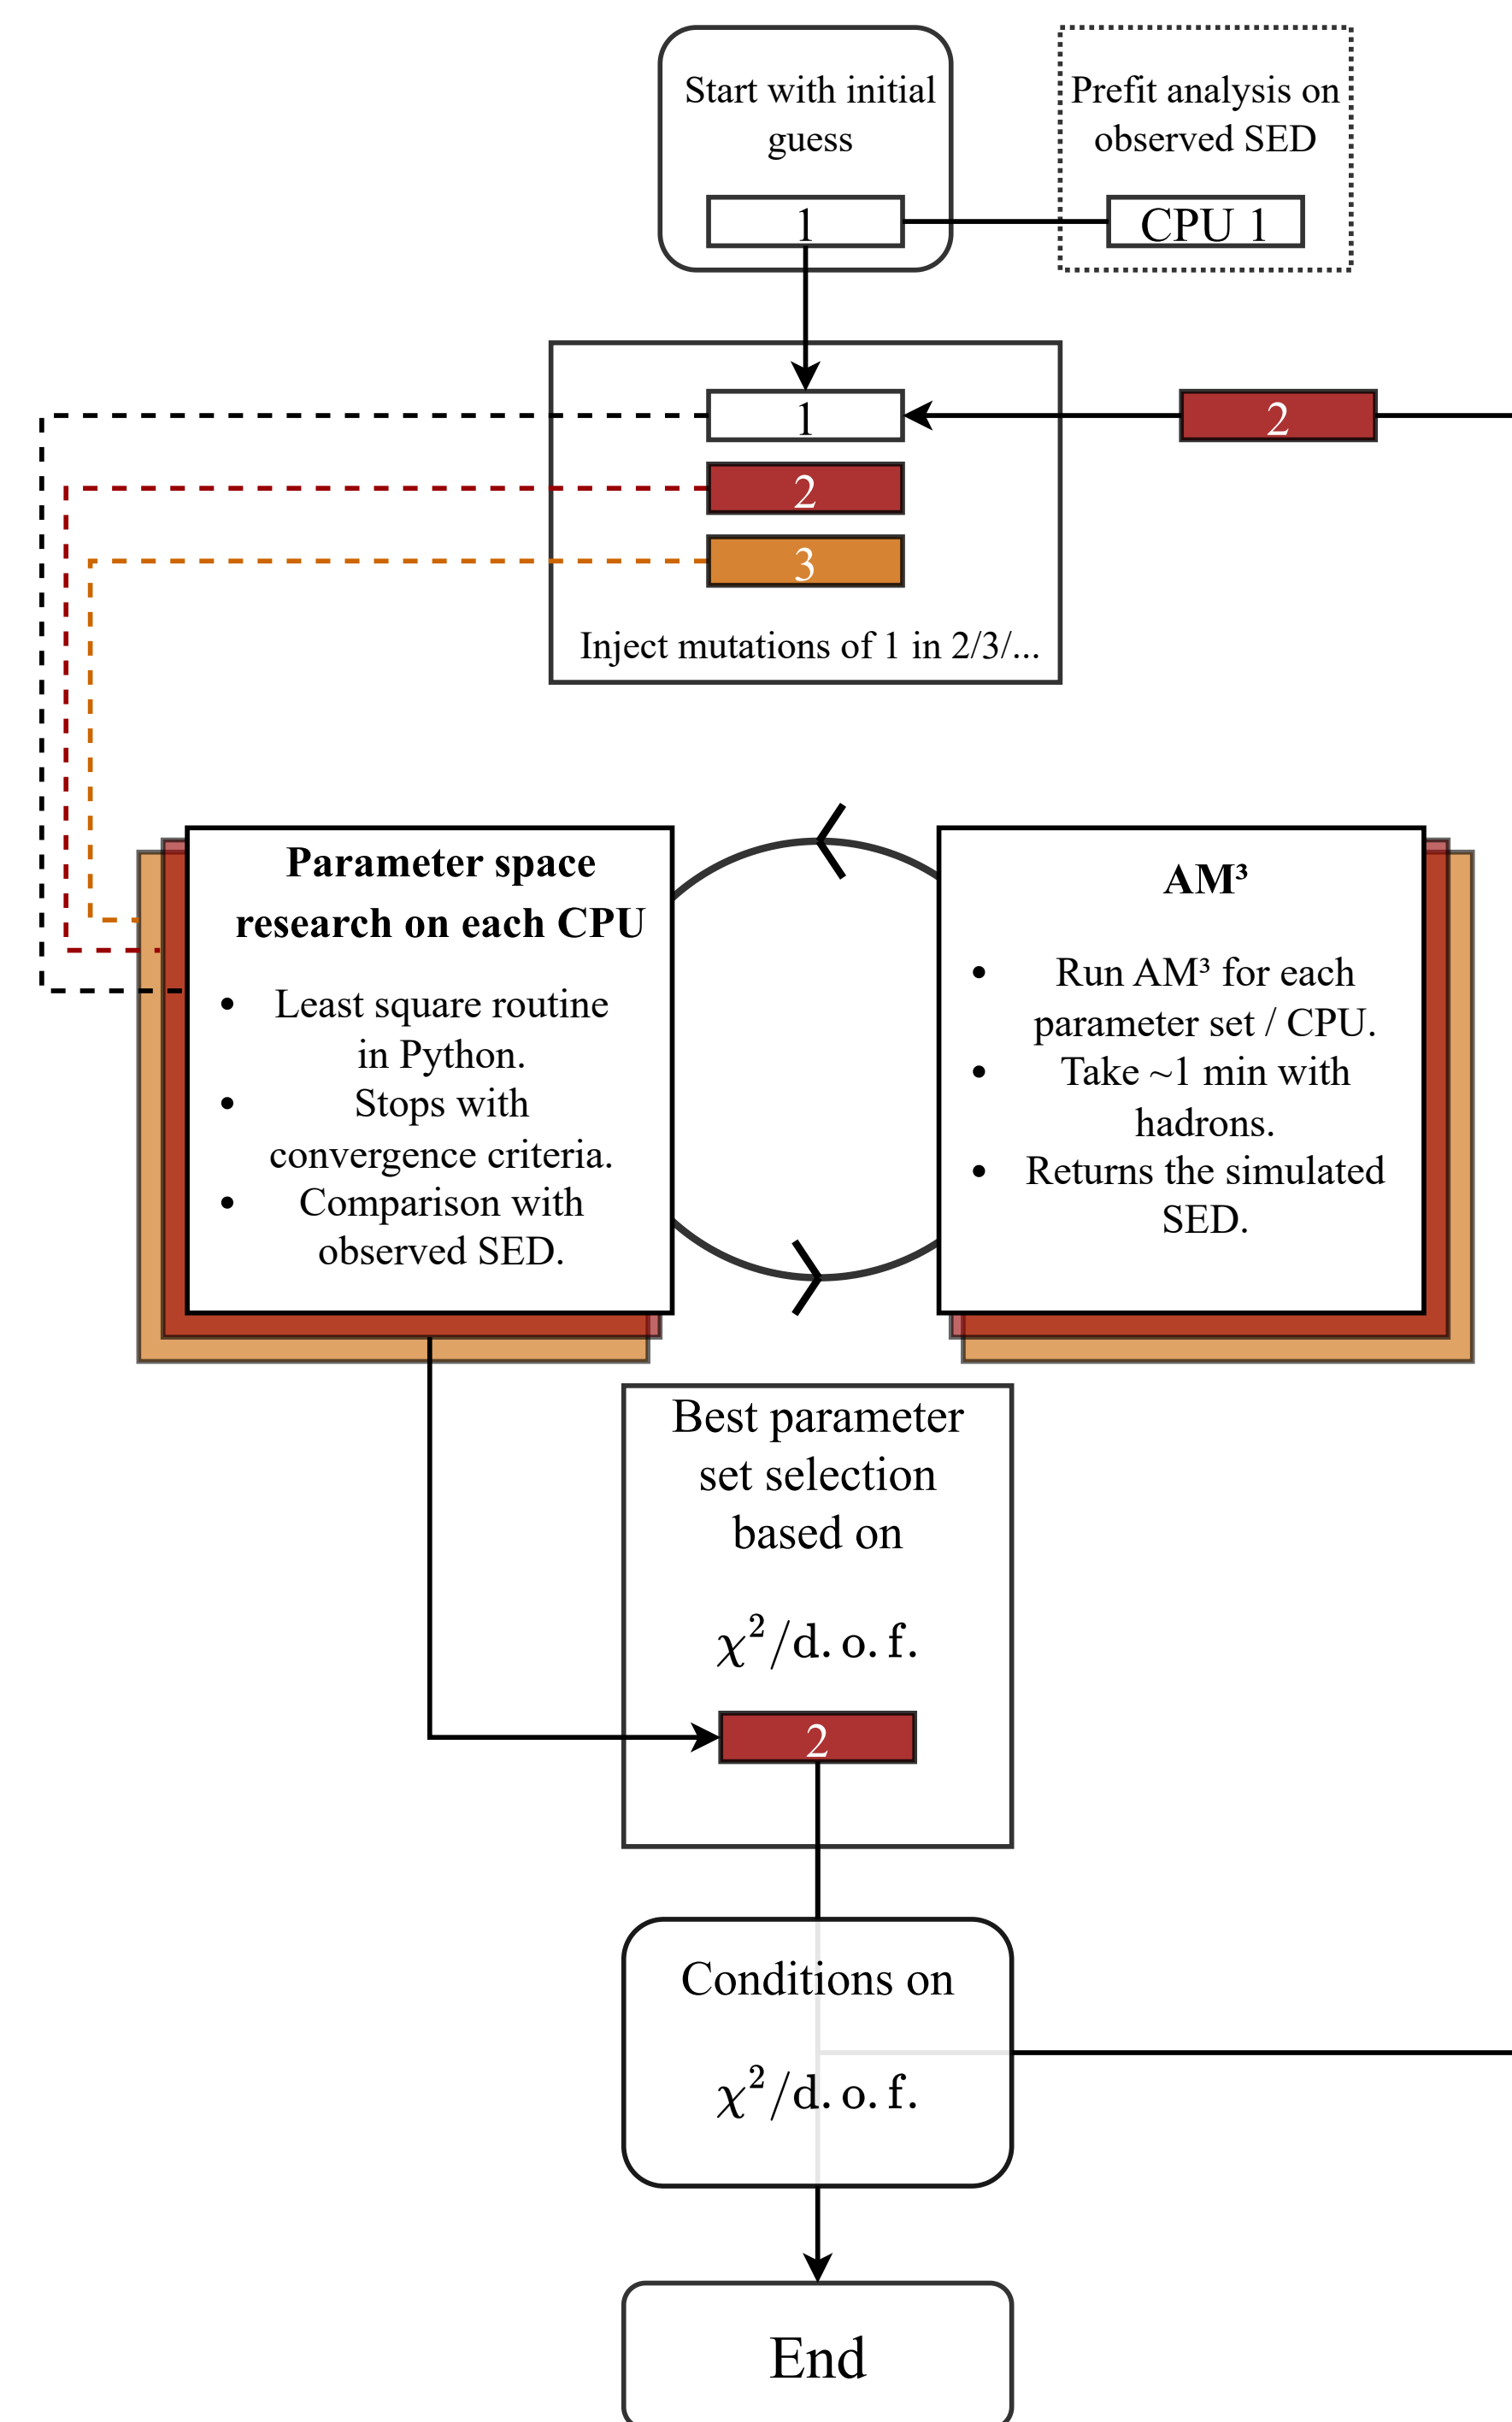 Start with initial
guess
1
Prefit analysis on
observed SED
CPU 1
1
2
2
3
Inject mutations of 1 in 2/3/...
Parameter space
research on each CPU
• Least square routine
in Python.
• Stops with
convergence criteria.
• Comparison with
observed SED.
AM³
• Run AM³ for each
parameter set / CPU.
• Take ~1 min with
hadrons.
• Returns the simulated
SED.
Best parameter
set selection
based on
χ²/d.o.f.
2
Conditions on
χ²/d.o.f.
End